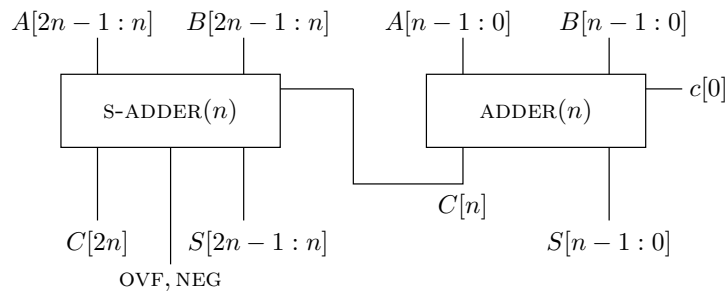 A[2n − 1 : n] B[2n − 1 : n] A[n − 1 : 0] B[n − 1 : 0]
S-ADDER(n) ADDER(n) c[0]
C[n]
C[2n] S[2n − 1 : n] S[n − 1 : 0]
OVF, NEG